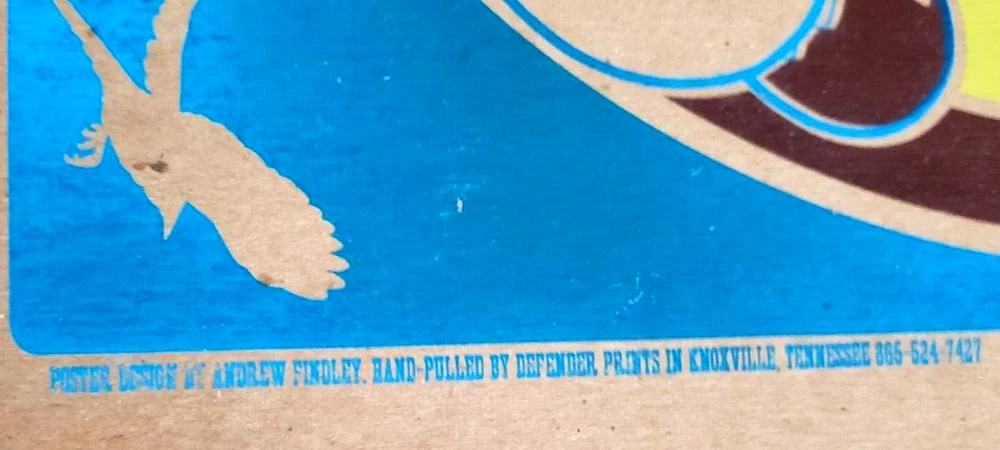 POSTER DESIGN BY ANDREW FINDLEY. HAND-PULLED BY DEFENDER PRINTS IN KNOXVILLE, TENNESSEE 865-524-7427